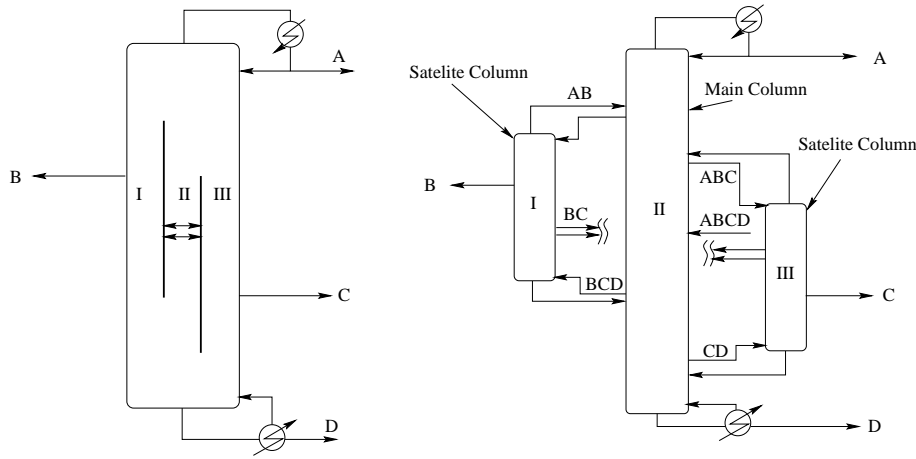 A
B
I
II
III
C
D
A
Satelite Column
AB
Main Column
Satelite Column
B
I
BC
II
ABC
ABCD
III
BCD
C
CD
D